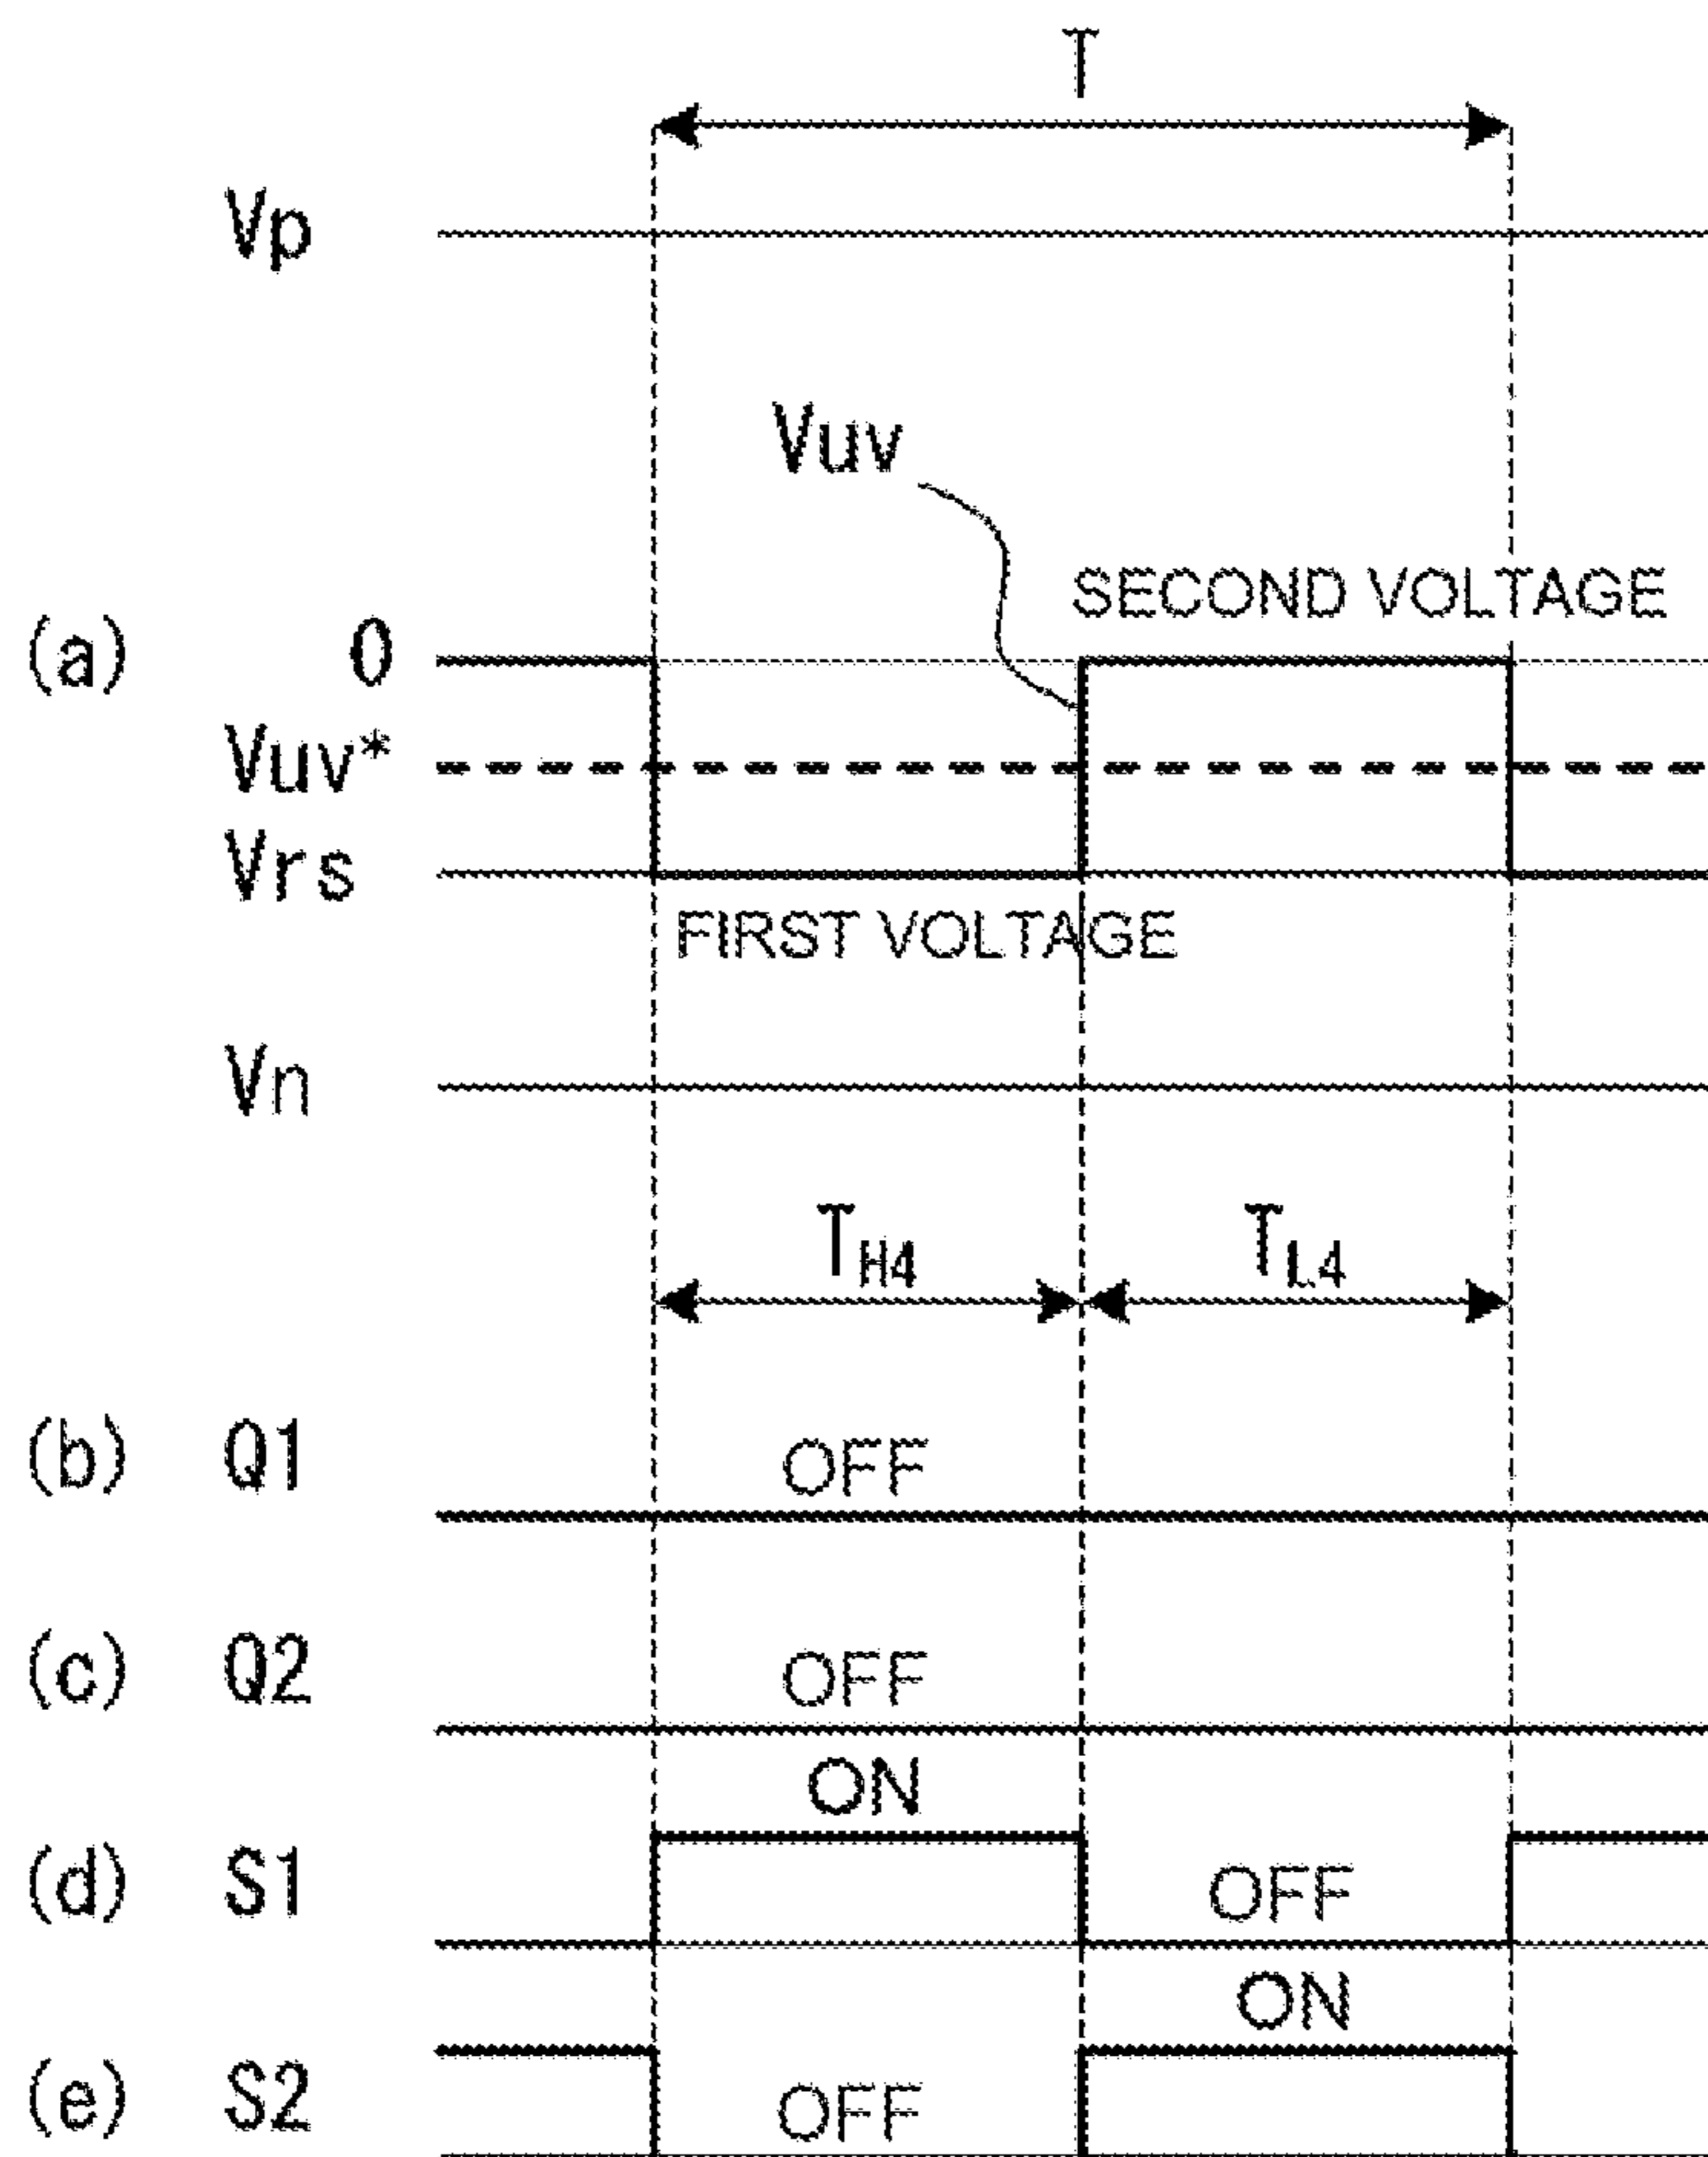 T
Vp
Vuv
SECOND VOLTAGE
(a) 0
Vuv*
Vrs
FIRST VOLTAGE
Vn
TH4 TL4
(b) Q1 OFF
(c) Q2 OFF
ON
(d) S1 OFF
ON
(e) S2 OFF